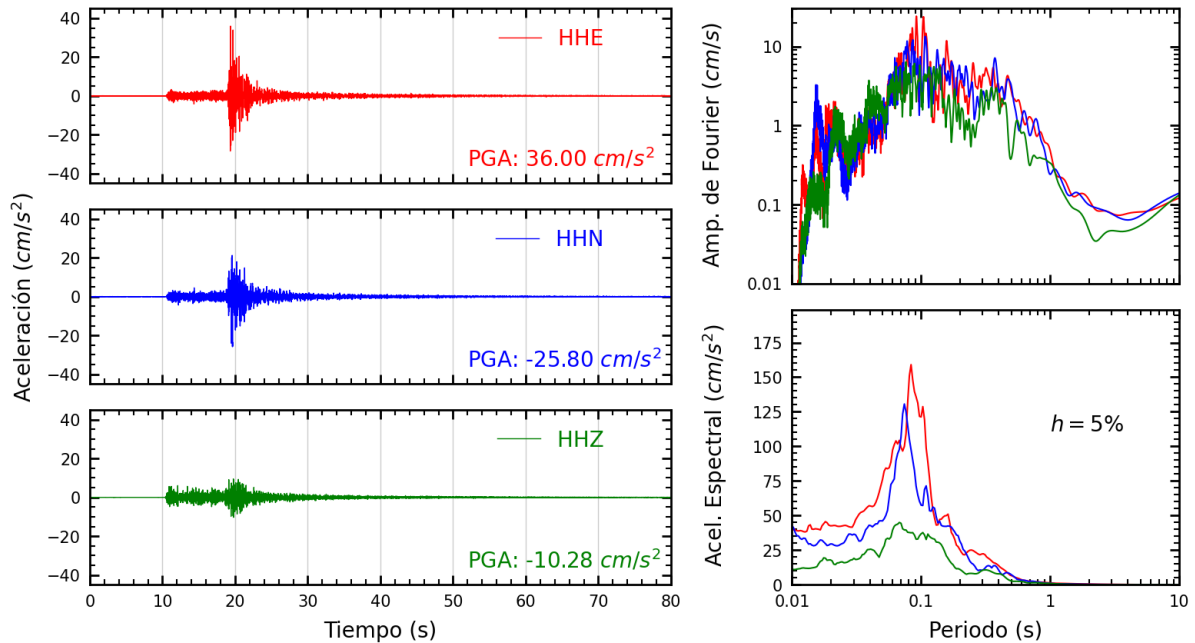 Aceleración (cm/s²)
40
20
0
−20
−40
HHE
PGA: 36.00 cm/s²
40
20
0
−20
−40
HHN
PGA: -25.80 cm/s²
40
20
0
−20
−40
HHZ
PGA: -10.28 cm/s²
0 10 20 30 40 50 60 70 80
Tiempo (s)
Amp. de Fourier (cm/s)
10
1
0.1
0.01
Acel. Espectral (cm/s²)
175
150
125
100
75
50
25
0
h = 5%
0.01 0.1 1 10
Periodo (s)